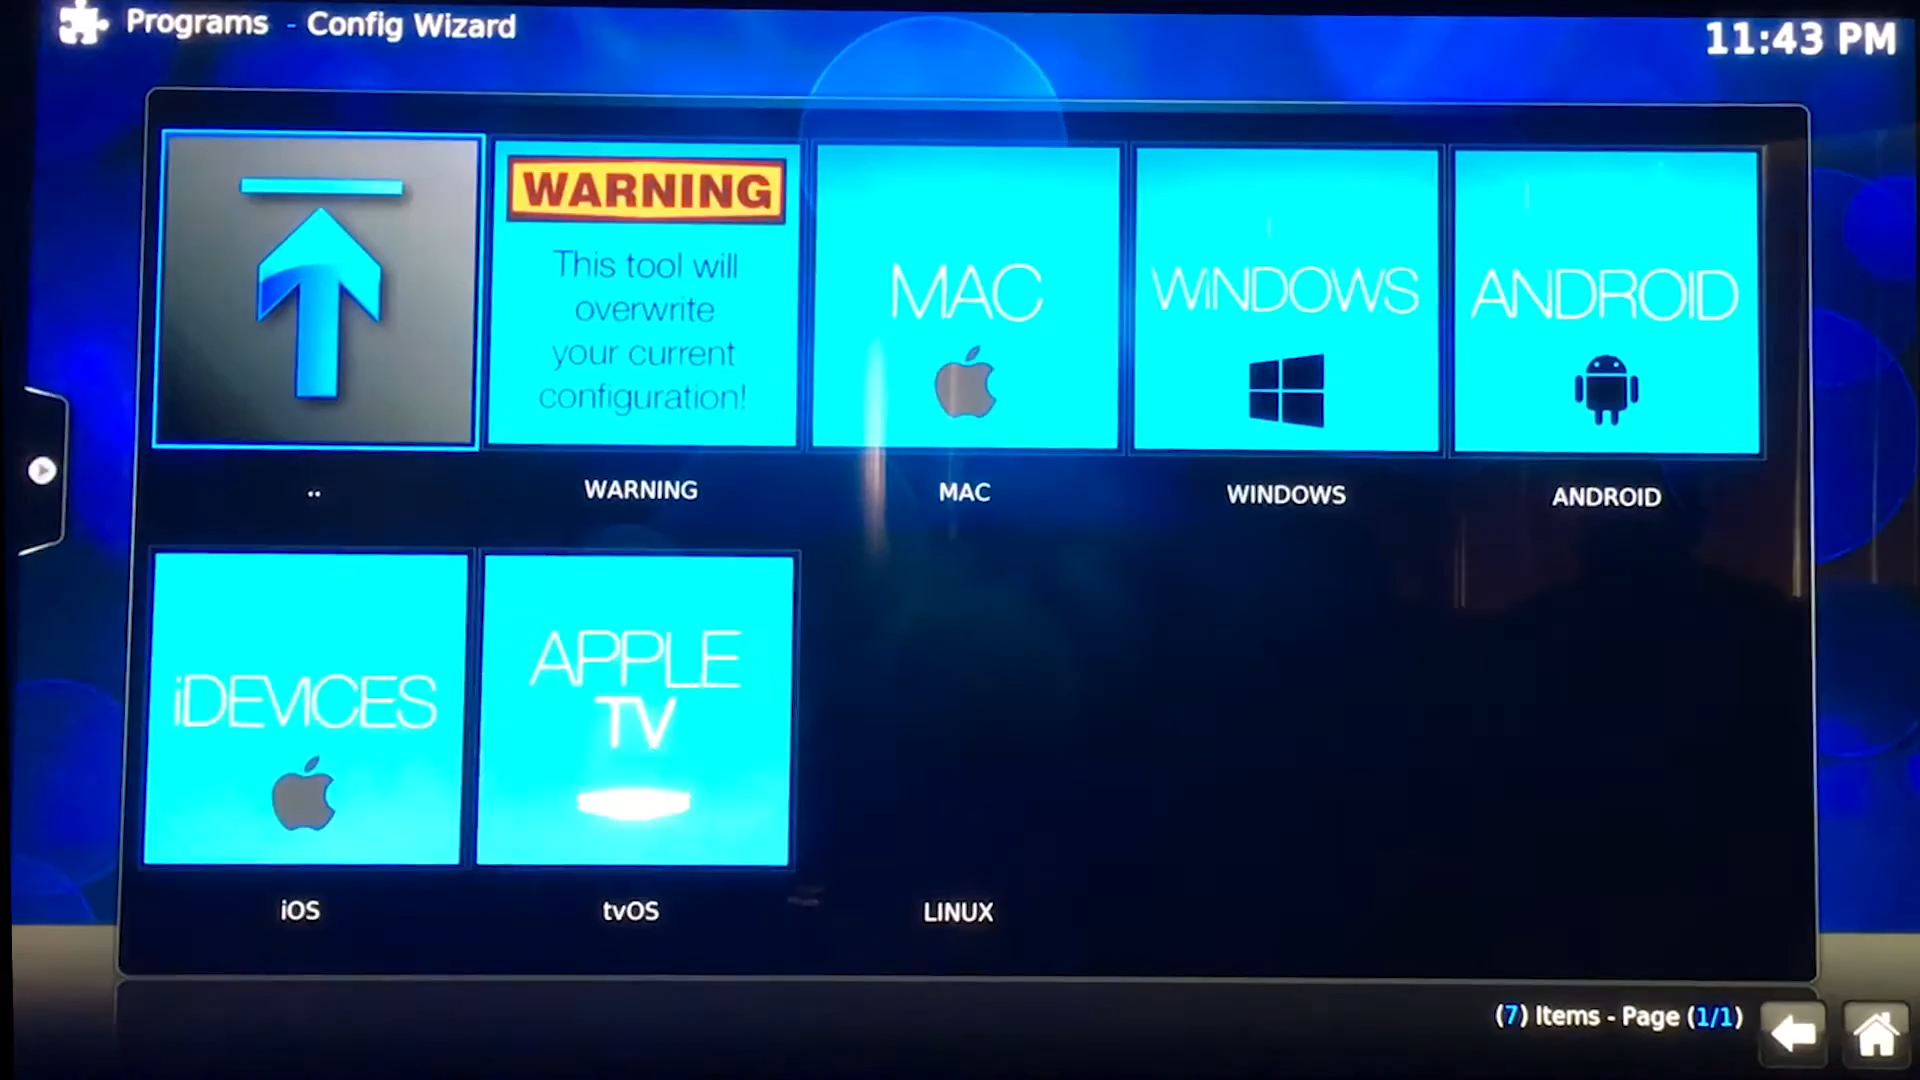 Programs - Config Wizard
11:43 PM
WARNING
This tool will
overwrite
your current
configuration!
MAC
WiNDOWS
ANDROID
..
WARNING
MAC
WINDOWS
ANDROID
iDEVICES
APPLE
TV
iOS
tvOS
LINUX
(7) Items - Page (1/1)